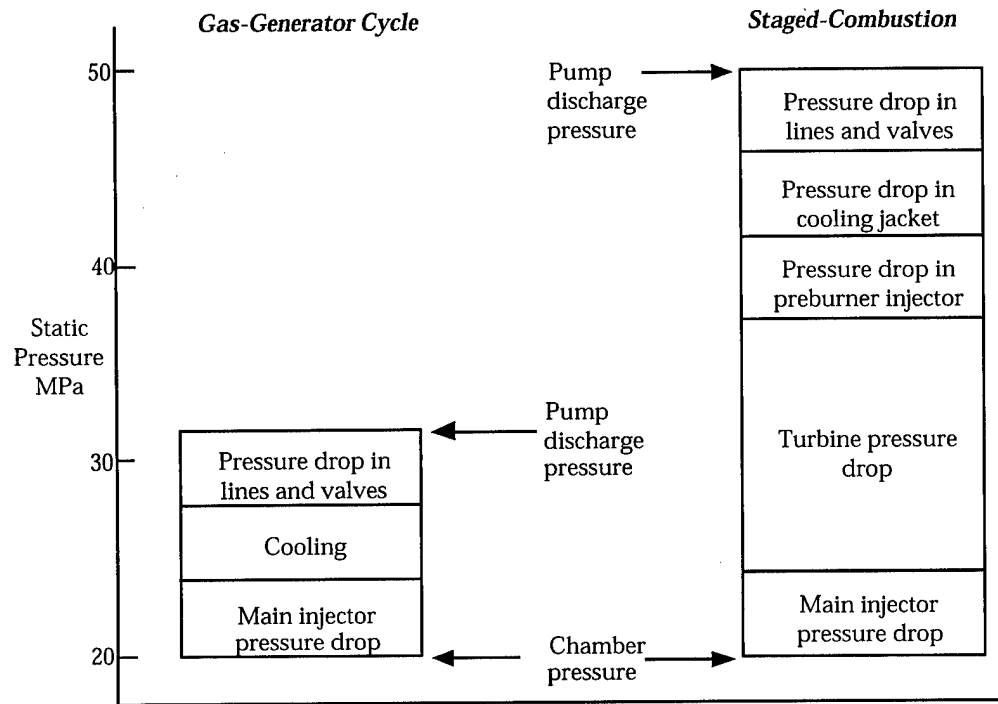 Gas-Generator Cycle
Staged-Combustion
50
40
30
20
Static
Pressure
MPa
Pump
discharge
pressure
Pressure drop in
lines and valves
Pressure drop in
cooling jacket
Pressure drop in
preburner injector
Turbine pressure
drop
Main injector
pressure drop
Pump
discharge
pressure
Pressure drop in
lines and valves
Cooling
Main injector
pressure drop
Chamber
pressure